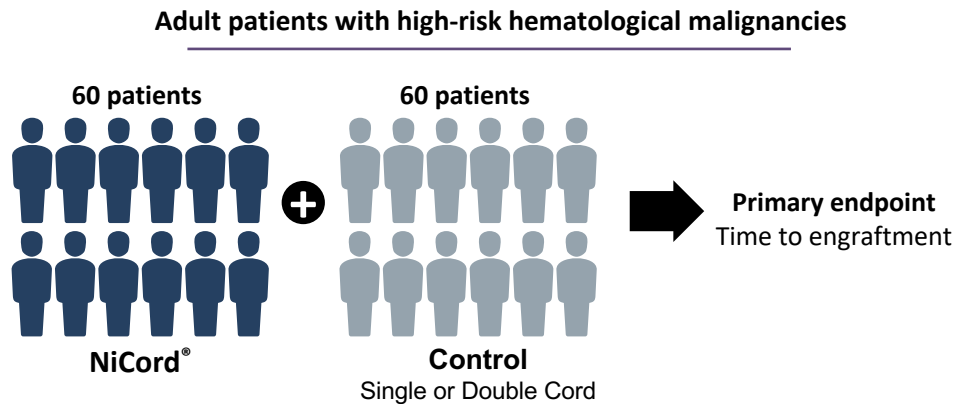 Adult patients with high-risk hematological malignancies
60 patients
60 patients
NiCord®
Control
Single or Double Cord
Primary endpoint
Time to engraftment